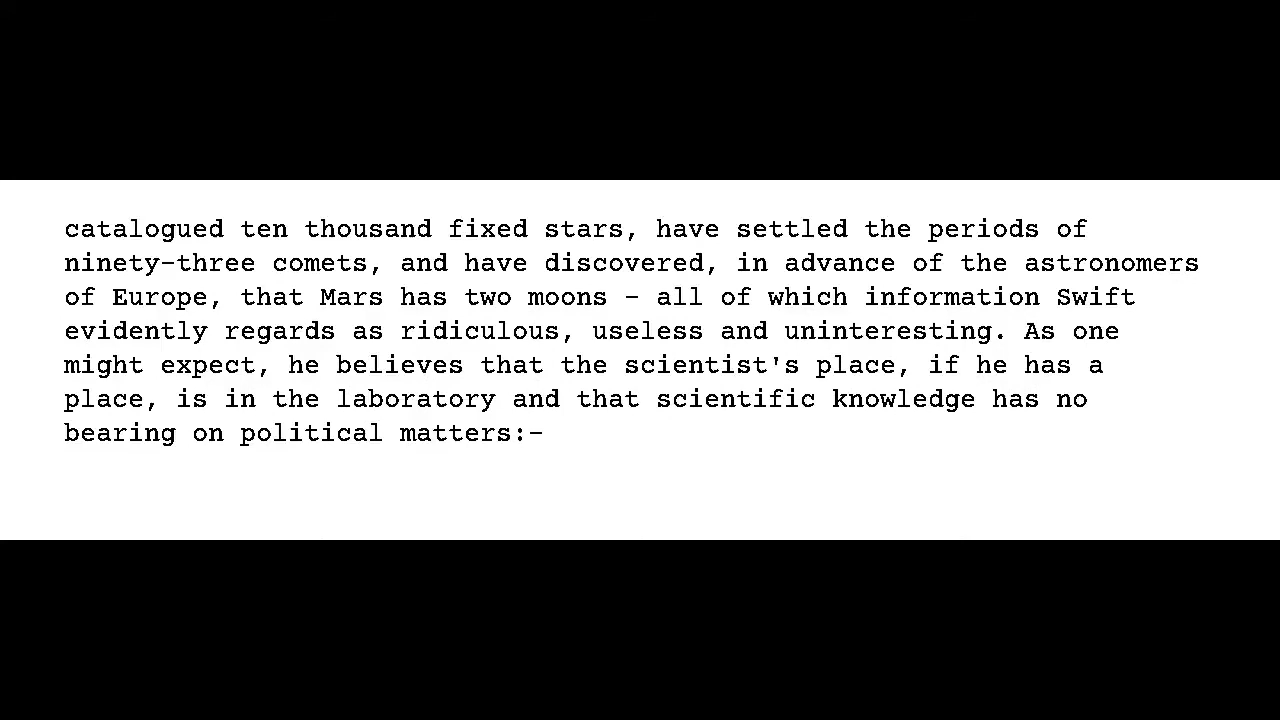 catalogued ten thousand fixed stars, have settled the periods of
ninety-three comets, and have discovered, in advance of the astronomers
of Europe, that Mars has two moons - all of which information Swift
evidently regards as ridiculous, useless and uninteresting. As one
might expect, he believes that the scientist's place, if he has a
place, is in the laboratory and that scientific knowledge has no
bearing on political matters:-